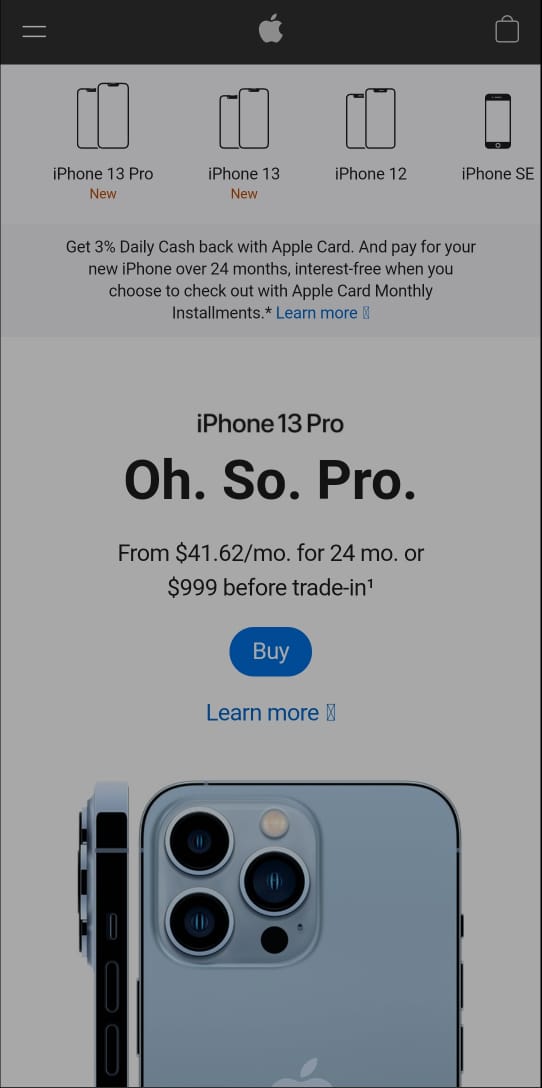 iPhone 13 Pro
New
iPhone 13
New
iPhone 12
iPhone SE
Get 3% Daily Cash back with Apple Card. And pay for your
new iPhone over 24 months, interest-free when you
choose to check out with Apple Card Monthly
Installments.* Learn more
iPhone 13 Pro
Oh. So. Pro.
From $41.62/mo. for 24 mo. or
$999 before trade-in¹
Buy
Learn more